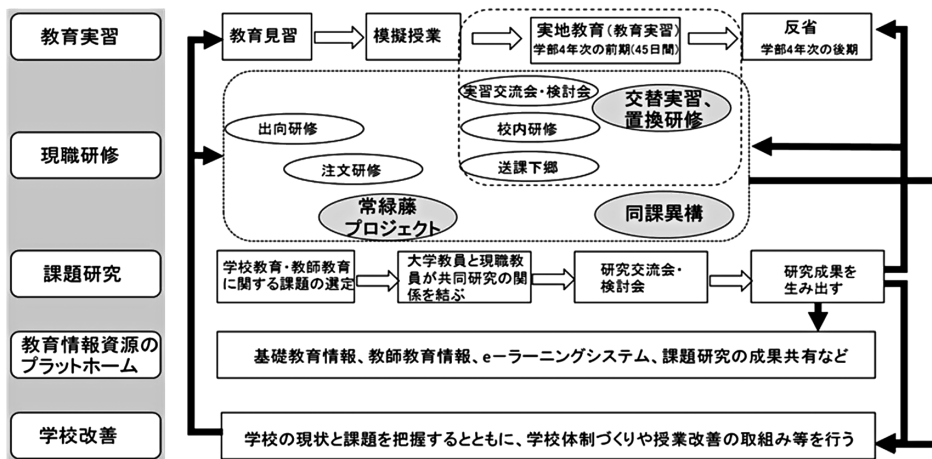 教育実習
教育見習
模擬授業
実地教育(教育実習)
学部4年次の前期(45日間)
反省
学部4年次の後期
現職研修
実習交流会・検討会
交替実習、
置換研修
出向研修
校内研修
注文研修
送課下郷
常緑藤
プロジェクト
同課異構
課題研究
学校教育・教師教育
に関する課題の選定
大学教員と現職教
員が共同研究の関
係を結ぶ
研究交流会・
検討会
研究成果を
生み出す
教育情報資源の
プラットホーム
基礎教育情報、教師教育情報、eーラーニングシステム、課題研究の成果共有など
学校改善
学校の現状と課題を把握するとともに、学校体制づくりや授業改善の取組み等を行う